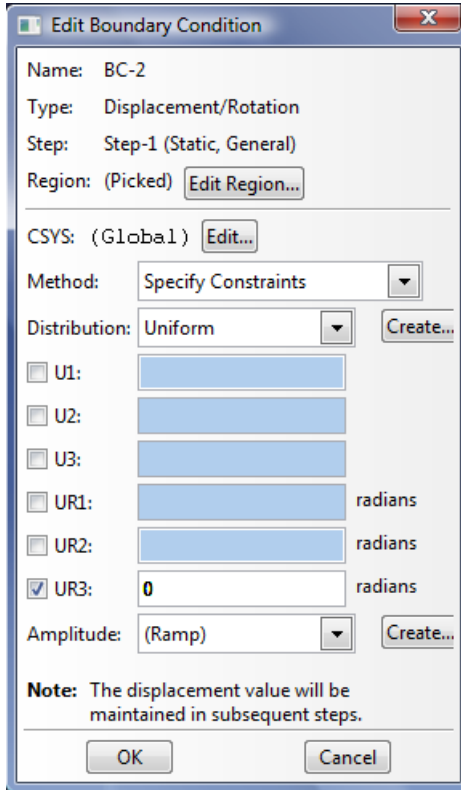 Edit Boundary Condition
Name: BC-2
Type: Displacement/Rotation
Step: Step-1 (Static, General)
Region: (Picked) Edit Region...
CSYS: (Global) Edit...
Method: Specify Constraints
Distribution: Uniform Create...
U1:
U2:
U3:
UR1: radians
UR2: radians
UR3: 0 radians
Amplitude: (Ramp) Create...
Note: The displacement value will be
maintained in subsequent steps.
OK Cancel